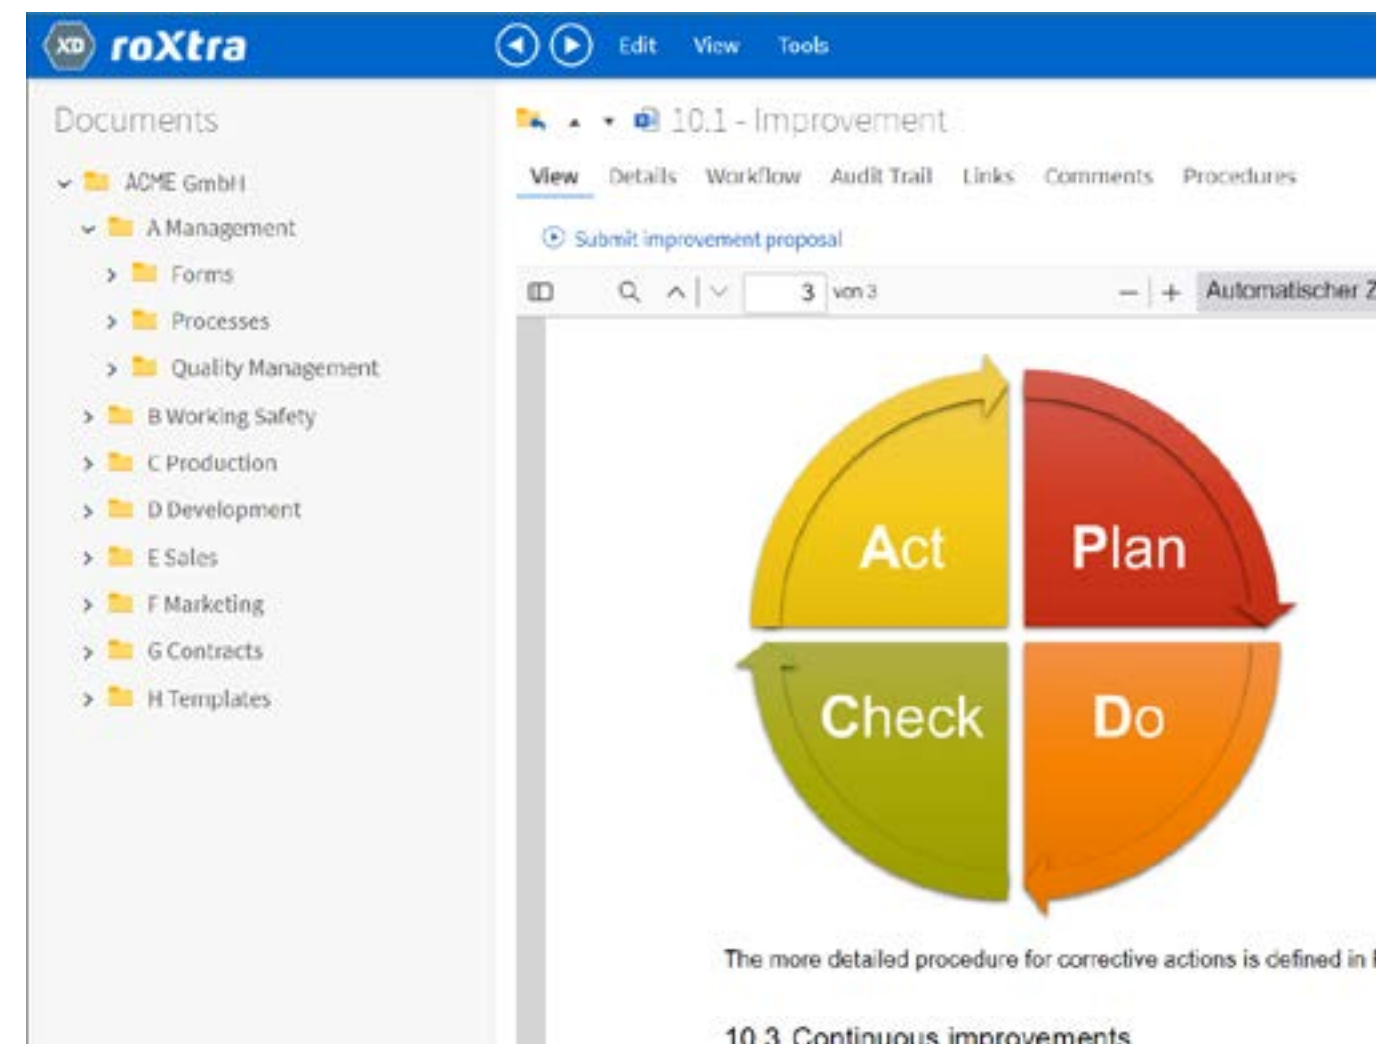 XD roXtra
Edit View Tools
Documents
ACME GmbH
A Management
Forms
Processes
Quality Management
B Working Safety
C Production
D Development
E Sales
F Marketing
G Contracts
H Templates
10.1 - Improvement
View Details Workflow Audit Trail Links Comments Procedures
Submit improvement proposal
3 von 3 Automatischer Z
Act Plan
Check Do
The more detailed procedure for corrective actions is defined in
10.3 Continuous improvements